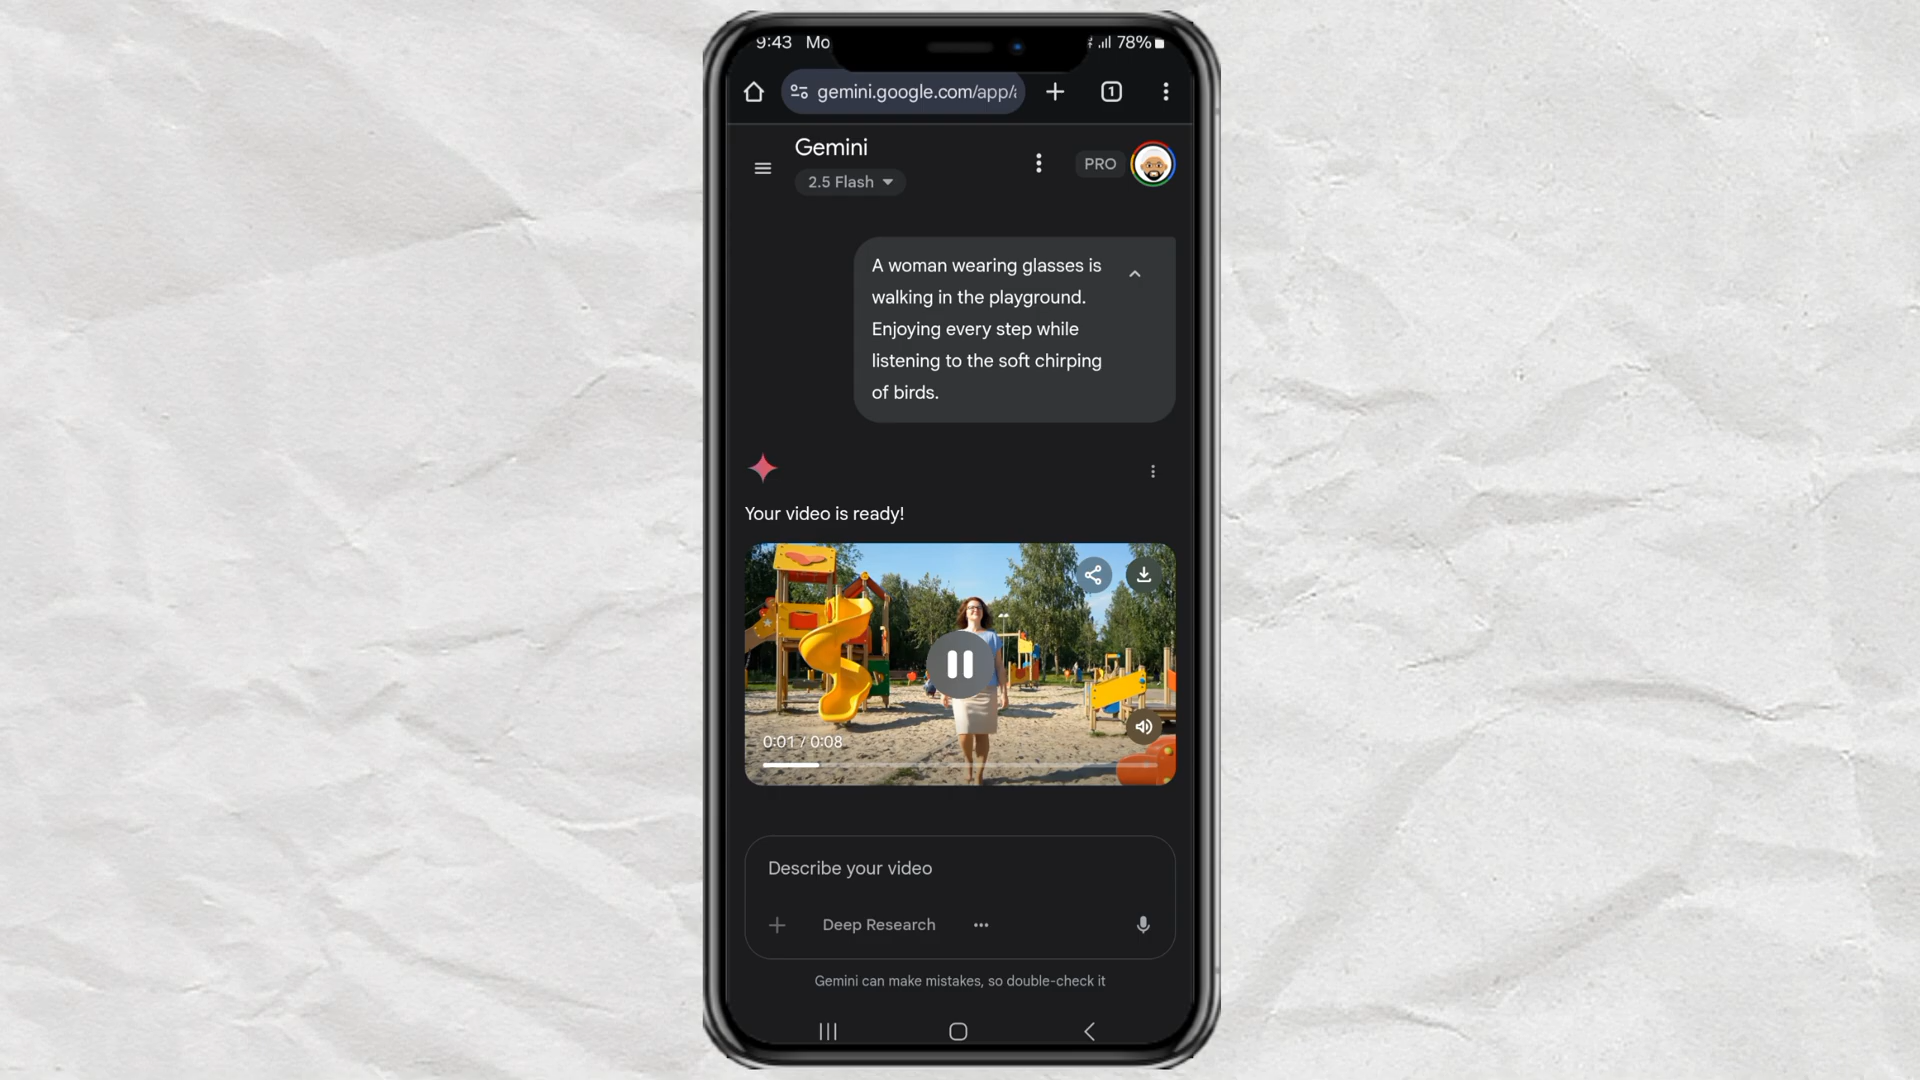 9:43 Mo 78%
gemini.google.com/app/
1
Gemini
PRO
2.5 Flash
A woman wearing glasses is
walking in the playground.
Enjoying every step while
listening to the soft chirping
of birds.
Your video is ready!
0:01 / 0:08
Describe your video
Deep Research
Gemini can make mistakes, so double-check it